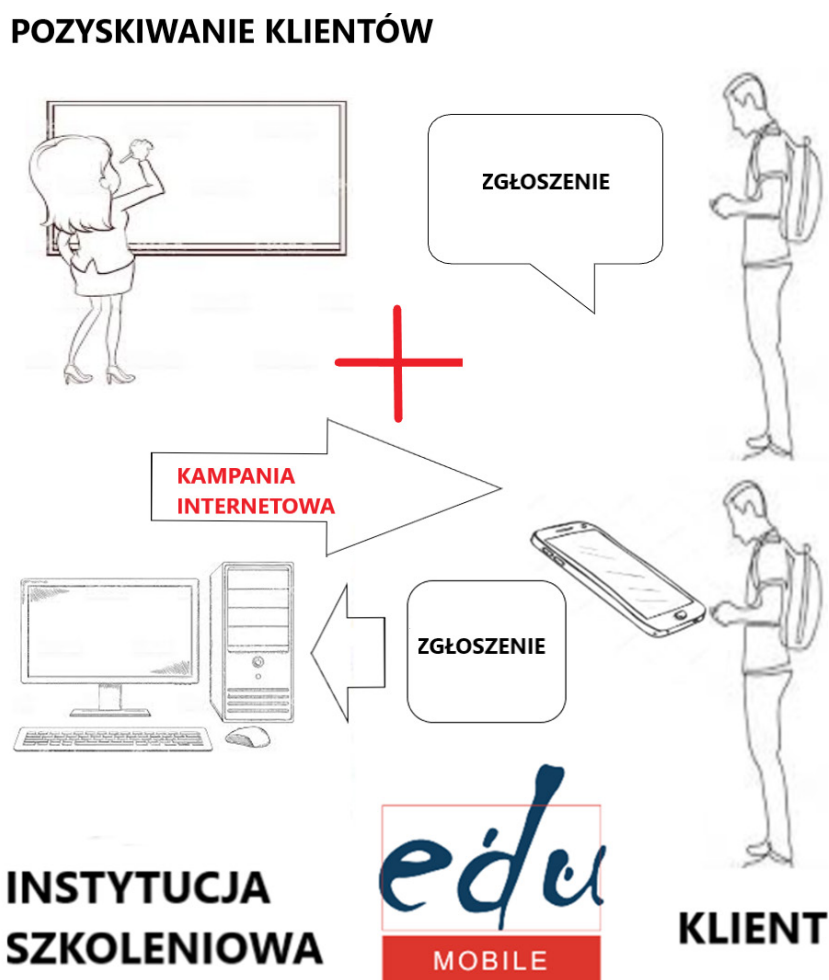 POZYSKIWANIE KLIENTÓW
ZGŁOSZENIE
KAMPANIA
INTERNETOWA
ZGŁOSZENIE
INSTYTUCJA
SZKOLENIOWA
edu
MOBILE
KLIENT